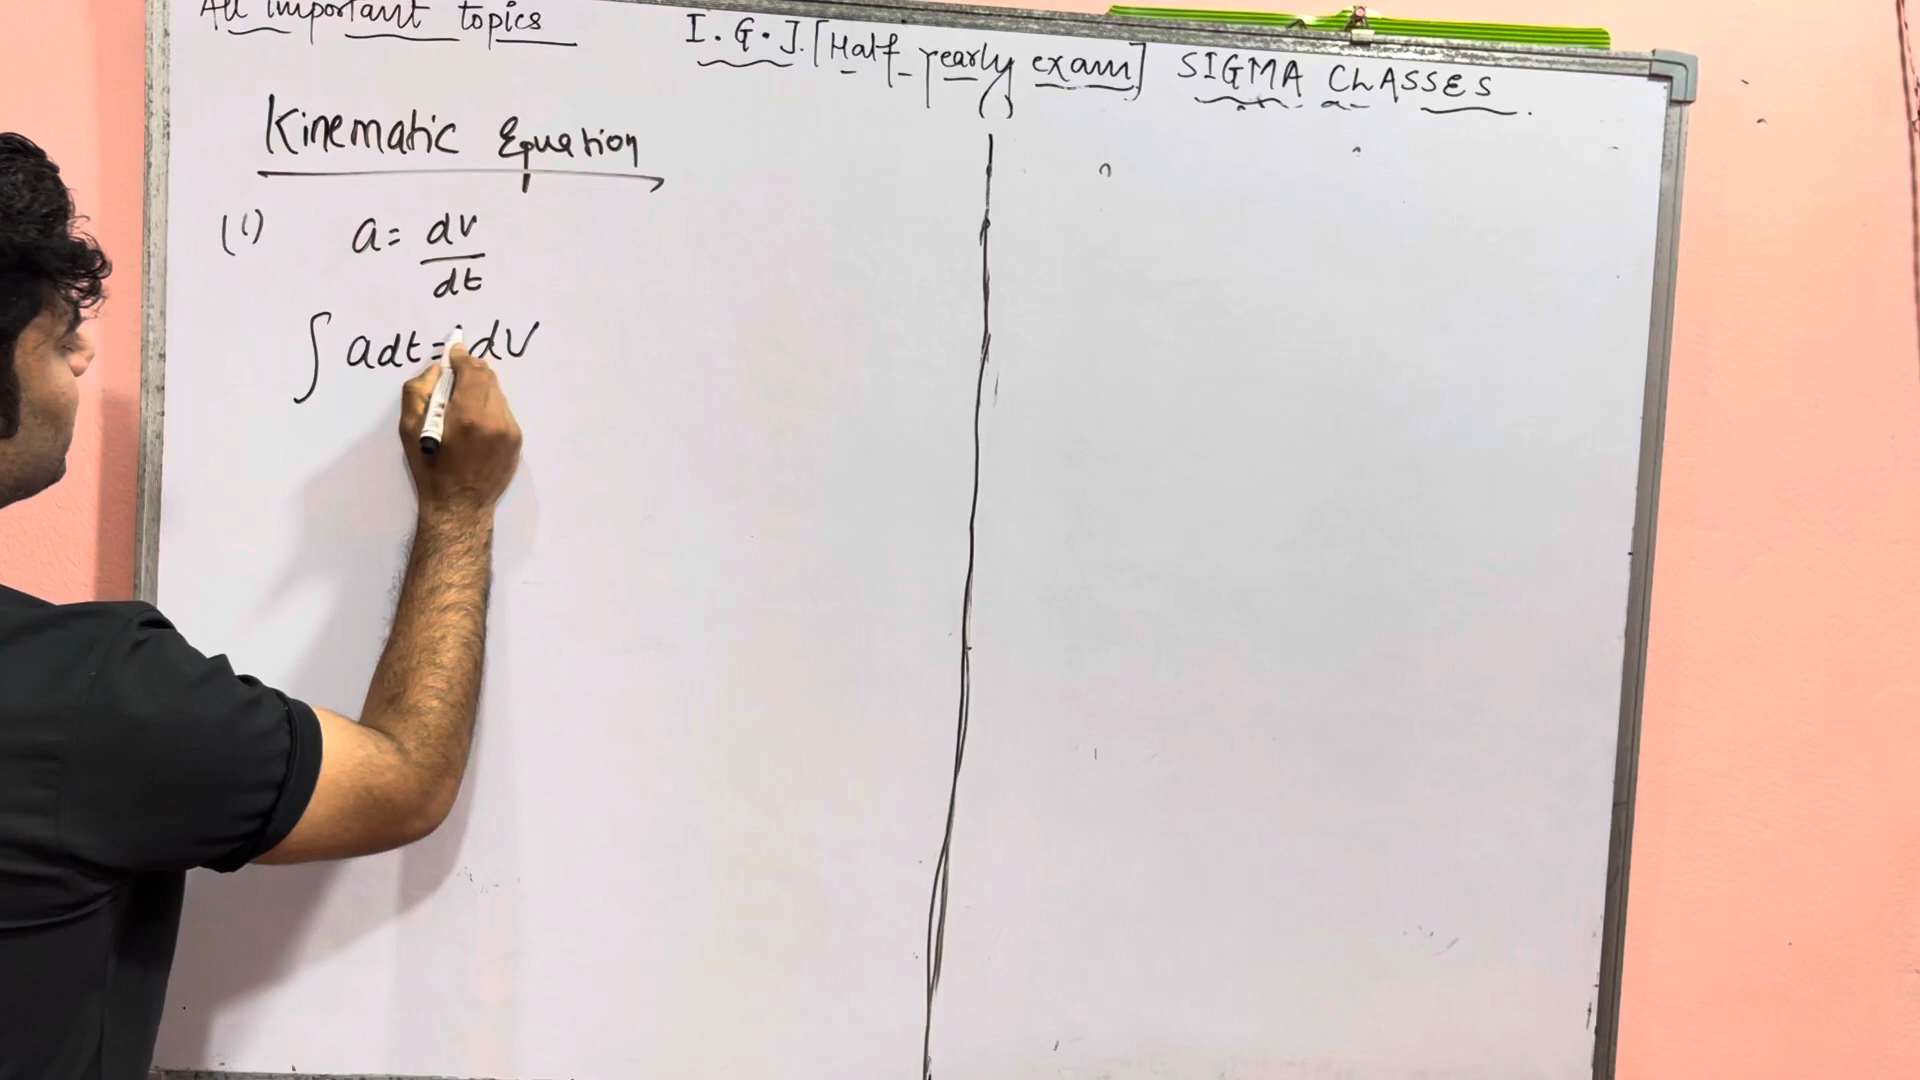 All important topics
I.G.J. [Half yearly exam] SIGMA CLASSES
Kinematic Equation
(1) a = dv/dt
∫ adt = dv